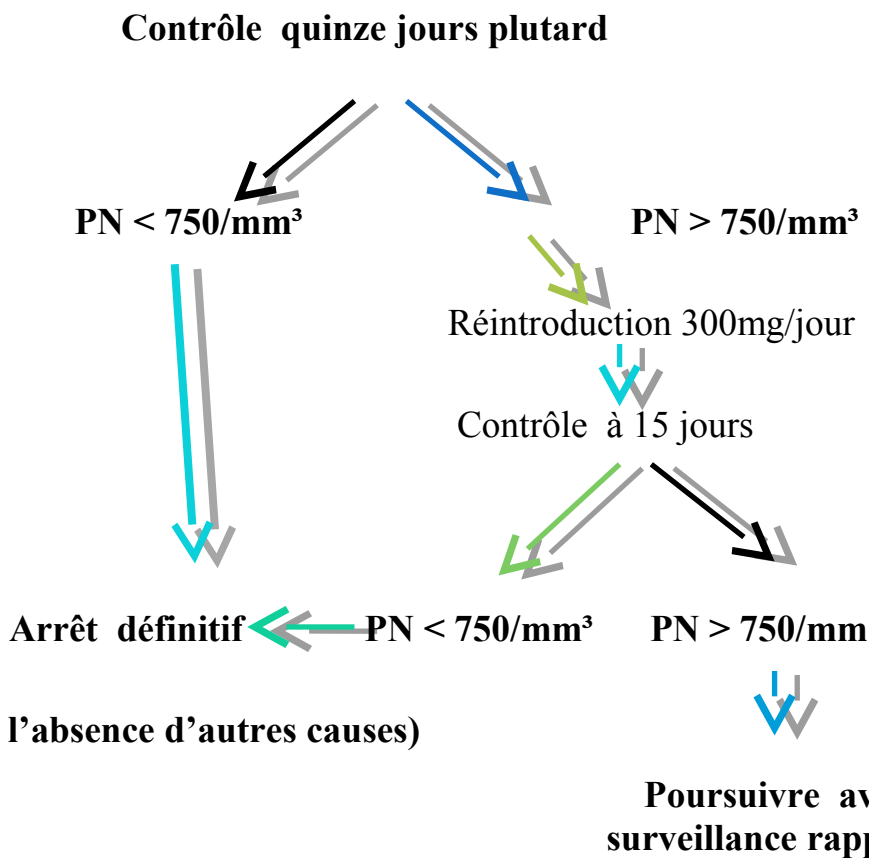 Contrôle quinze jours plutard
PN < 750/mm³ PN > 750/mm³
Réintroduction 300mg/jour
Contrôle à 15 jours
Arrêt définitif PN < 750/mm³ PN > 750/mm
l’absence d’autres causes)
Poursuivre av
surveillance rapp